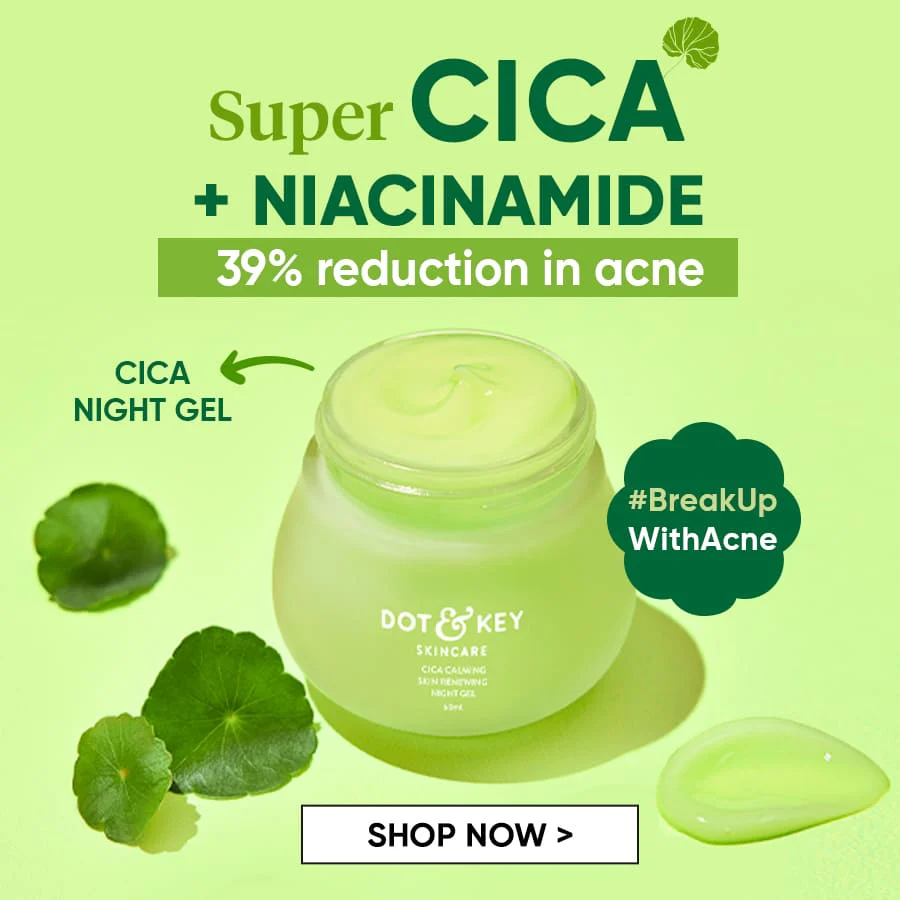 Super CICA
+ NIACINAMIDE
39% reduction in acne
CICA
NIGHT GEL
#BreakUp
WithAcne
DOT & KEY
SKINCARE
CICA CALMING
SKIN RENEWING
NIGHT GEL
60ml
SHOP NOW >